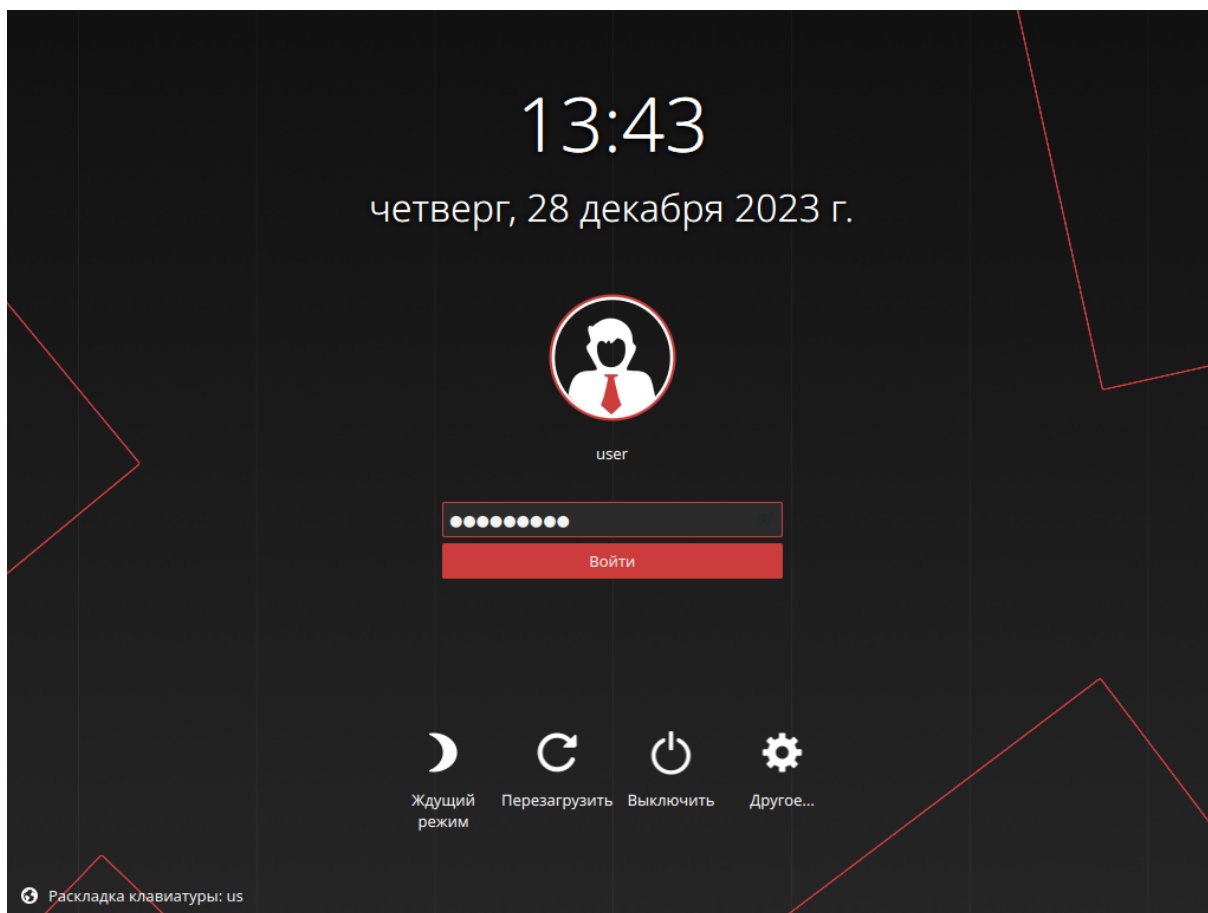 13:43
четверг, 28 декабря 2023 г.
user
●●●●●●●●●
Войти
Ждущий режим
Перезагрузить
Выключить
Другое...
Раскладка клавиатуры: us